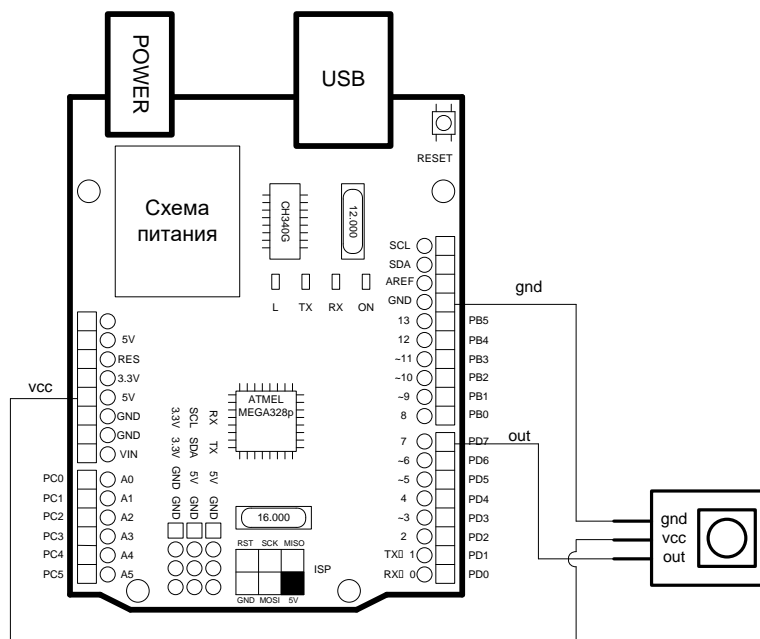 POWER
USB
RESET
Схема
питания
CH340G
12.000
L TX RX ON
SCL
SDA
AREF
GND
13 PB5
12 PB4
~11 PB3
~10 PB2
~9 PB1
8 PB0
gnd
vcc
5V
RES
3.3V
5V
GND
GND
VIN
ATMEL
MEGA328p
3.3V 3.3V GND GND
SCL SDA 5V GND
RX TX 5V GND
7 PD7
~6 PD6
~5 PD5
4 PD4
~3 PD3
2 PD2
TX 1 PD1
RX 0 PD0
out
PC0 A0
PC1 A1
PC2 A2
PC3 A3
PC4 A4
PC5 A5
16.000
RST SCK MISO
ISP
GND MOSI 5V
gnd
vcc
out